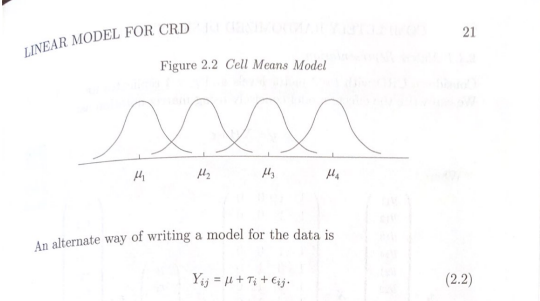 LINEAR MODEL FOR CRD 21
Figure 2.2 Cell Means Model
μ₁ μ₂ μ₃ μ₄
An alternate way of writing a model for the data is
Yᵢⱼ = μ + τᵢ + ϵᵢⱼ. (2.2)